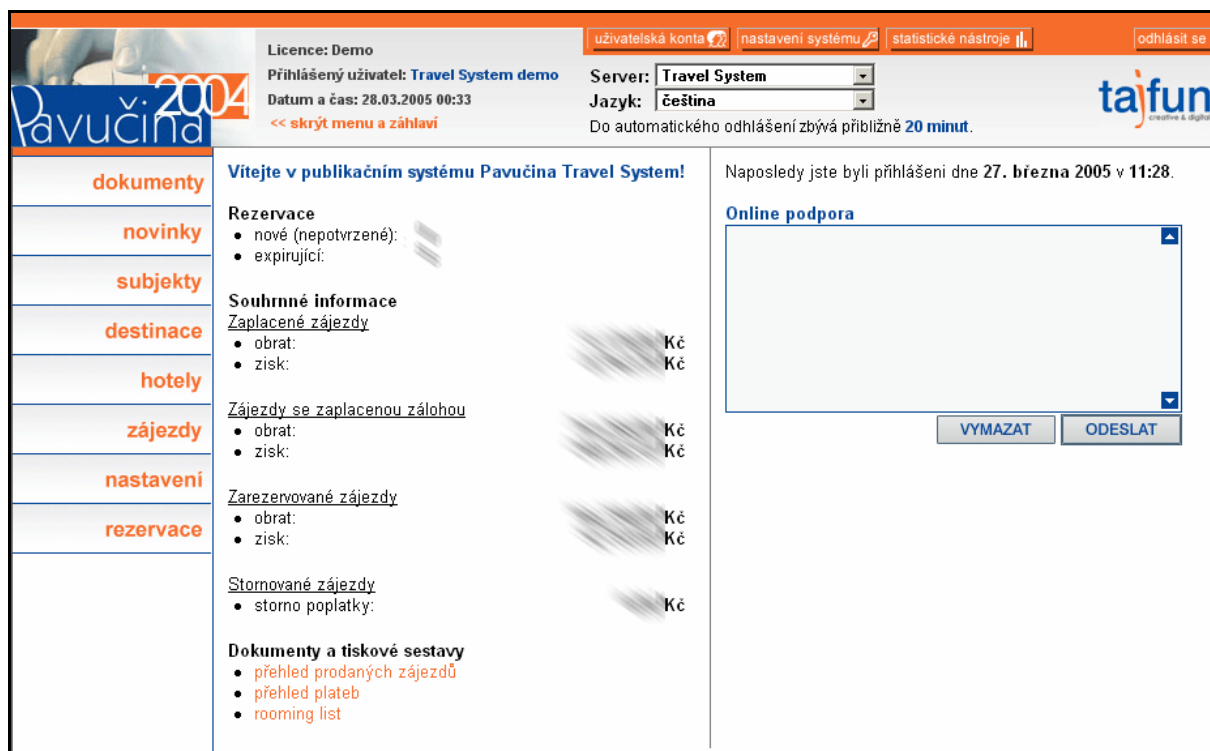 uživatelská konta nastavení systému statistické nástroje odhlásit se
Licence: Demo
Přihlášený uživatel: Travel System demo
Datum a čas: 28.03.2005 00:33
<< skrýt menu a záhlaví
Server: Travel System
Jazyk: čeština
Do automatického odhlášení zbývá přibližně 20 minut.
Pavučina 2004
tajfun
creative & digital
dokumenty
novinky
subjekty
destinace
hotely
zájezdy
nastavení
rezervace
Vítejte v publikačním systému Pavučina Travel System!
Rezervace
nové (nepotvrzené):
expirující:
Souhrnné informace
Zaplacené zájezdy
obrat: Kč
zisk: Kč
Zájezdy se zaplacenou zálohou
obrat: Kč
zisk: Kč
Zarezervované zájezdy
obrat: Kč
zisk: Kč
Stornované zájezdy
storno poplatky: Kč
Dokumenty a tiskové sestavy
přehled prodaných zájezdů
přehled plateb
rooming list
Naposledy jste byli přihlášeni dne 27. března 2005 v 11:28.
Online podpora
VYMAZAT ODESLAT